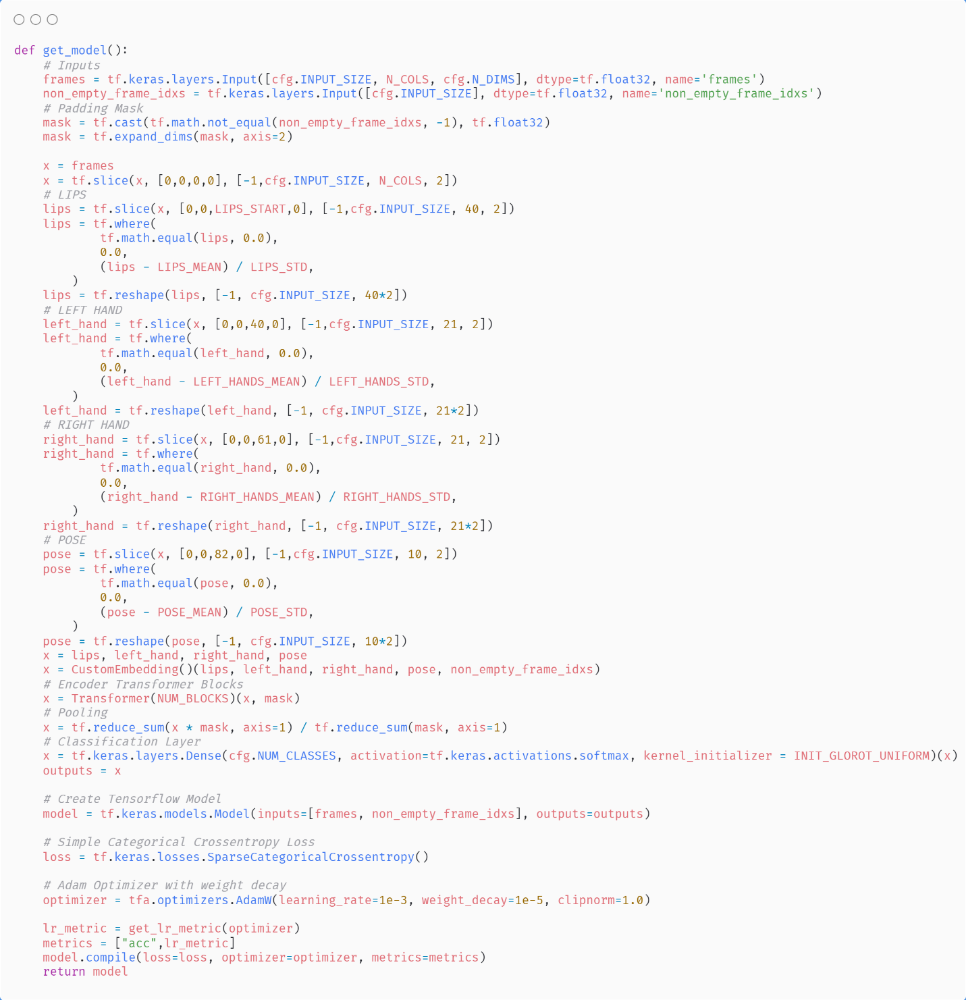 def get_model():
    # Inputs
    frames = tf.keras.layers.Input([cfg.INPUT_SIZE, N_COLS, cfg.N_DIMS], dtype=tf.float32, name='frames')
    non_empty_frame_idxs = tf.keras.layers.Input([cfg.INPUT_SIZE], dtype=tf.float32, name='non_empty_frame_idxs')
    # Padding Mask
    mask = tf.cast(tf.math.not_equal(non_empty_frame_idxs, -1), tf.float32)
    mask = tf.expand_dims(mask, axis=2)

    x = frames
    x = tf.slice(x, [0,0,0,0], [-1,cfg.INPUT_SIZE, N_COLS, 2])
    # LIPS
    lips = tf.slice(x, [0,0,LIPS_START,0], [-1,cfg.INPUT_SIZE, 40, 2])
    lips = tf.where(
            tf.math.equal(lips, 0.0),
            0.0,
            (lips - LIPS_MEAN) / LIPS_STD,
        )
    lips = tf.reshape(lips, [-1, cfg.INPUT_SIZE, 40*2])
    # LEFT HAND
    left_hand = tf.slice(x, [0,0,40,0], [-1,cfg.INPUT_SIZE, 21, 2])
    left_hand = tf.where(
            tf.math.equal(left_hand, 0.0),
            0.0,
            (left_hand - LEFT_HANDS_MEAN) / LEFT_HANDS_STD,
        )
    left_hand = tf.reshape(left_hand, [-1, cfg.INPUT_SIZE, 21*2])
    # RIGHT HAND
    right_hand = tf.slice(x, [0,0,61,0], [-1,cfg.INPUT_SIZE, 21, 2])
    right_hand = tf.where(
            tf.math.equal(right_hand, 0.0),
            0.0,
            (right_hand - RIGHT_HANDS_MEAN) / RIGHT_HANDS_STD,
        )
    right_hand = tf.reshape(right_hand, [-1, cfg.INPUT_SIZE, 21*2])
    # POSE
    pose = tf.slice(x, [0,0,82,0], [-1,cfg.INPUT_SIZE, 10, 2])
    pose = tf.where(
            tf.math.equal(pose, 0.0),
            0.0,
            (pose - POSE_MEAN) / POSE_STD,
        )
    pose = tf.reshape(pose, [-1, cfg.INPUT_SIZE, 10*2])
    x = lips, left_hand, right_hand, pose
    x = CustomEmbedding()(lips, left_hand, right_hand, pose, non_empty_frame_idxs)
    # Encoder Transformer Blocks
    x = Transformer(NUM_BLOCKS)(x, mask)
    # Pooling
    x = tf.reduce_sum(x * mask, axis=1) / tf.reduce_sum(mask, axis=1)
    # Classification Layer
    x = tf.keras.layers.Dense(cfg.NUM_CLASSES, activation=tf.keras.activations.softmax, kernel_initializer = INIT_GLOROT_UNIFORM)(x)
    outputs = x

    # Create Tensorflow Model
    model = tf.keras.models.Model(inputs=[frames, non_empty_frame_idxs], outputs=outputs)

    # Simple Categorical Crossentropy Loss
    loss = tf.keras.losses.SparseCategoricalCrossentropy()

    # Adam Optimizer with weight decay
    optimizer = tfa.optimizers.AdamW(learning_rate=1e-3, weight_decay=1e-5, clipnorm=1.0)

    lr_metric = get_lr_metric(optimizer)
    metrics = ["acc",lr_metric]
    model.compile(loss=loss, optimizer=optimizer, metrics=metrics)
    return model